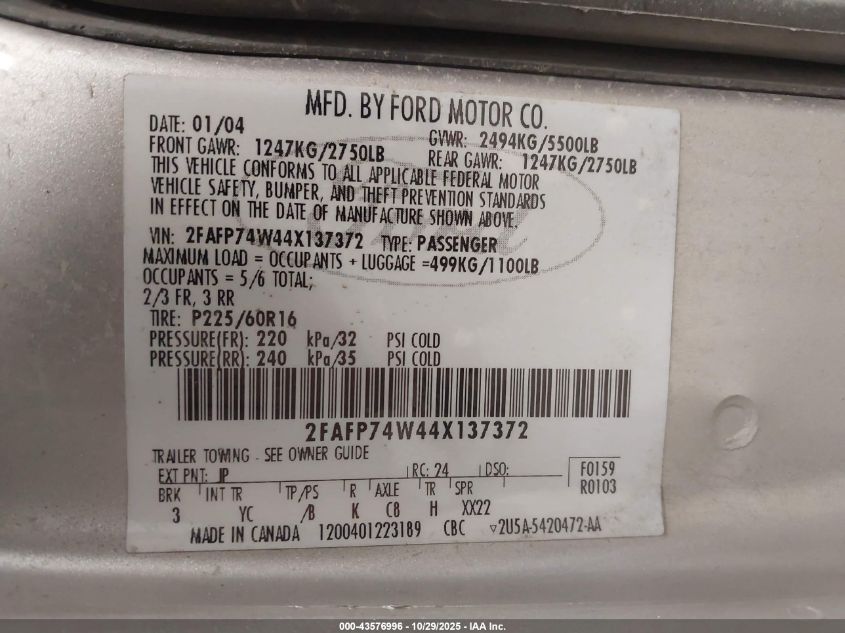 MFD. BY FORD MOTOR CO.
DATE: 01/04 GVWR: 2494KG/5500LB
FRONT GAWR: 1247KG/2750LB REAR GAWR: 1247KG/2750LB
THIS VEHICLE CONFORMS TO ALL APPLICABLE FEDERAL MOTOR
VEHICLE SAFETY, BUMPER, AND THEFT PREVENTION STANDARDS
IN EFFECT ON THE DATE OF MANUFACTURE SHOWN ABOVE.
VIN: 2FAFP74W44X137372 TYPE: PASSENGER
MAXIMUM LOAD = OCCUPANTS + LUGGAGE =499KG/1100LB
OCCUPANTS = 5/6 TOTAL;
2/3 FR, 3 RR
TIRE: P225/60R16
PRESSURE(FR): 220 kPa/32 PSI COLD
PRESSURE(RR): 240 kPa/35 PSI COLD
2FAFP74W44X137372
TRAILER TOWING - SEE OWNER GUIDE
EXT PNT: JP RC: 24 DSO: F0159
BRK INT TR TP/PS R AXLE TR SPR R0103
3 YC /B K C8 H XX22
MADE IN CANADA 1200401223189 CBC ▽2U5A-5420472-AA
000-43576996 - 10/29/2025 - IAA Inc.